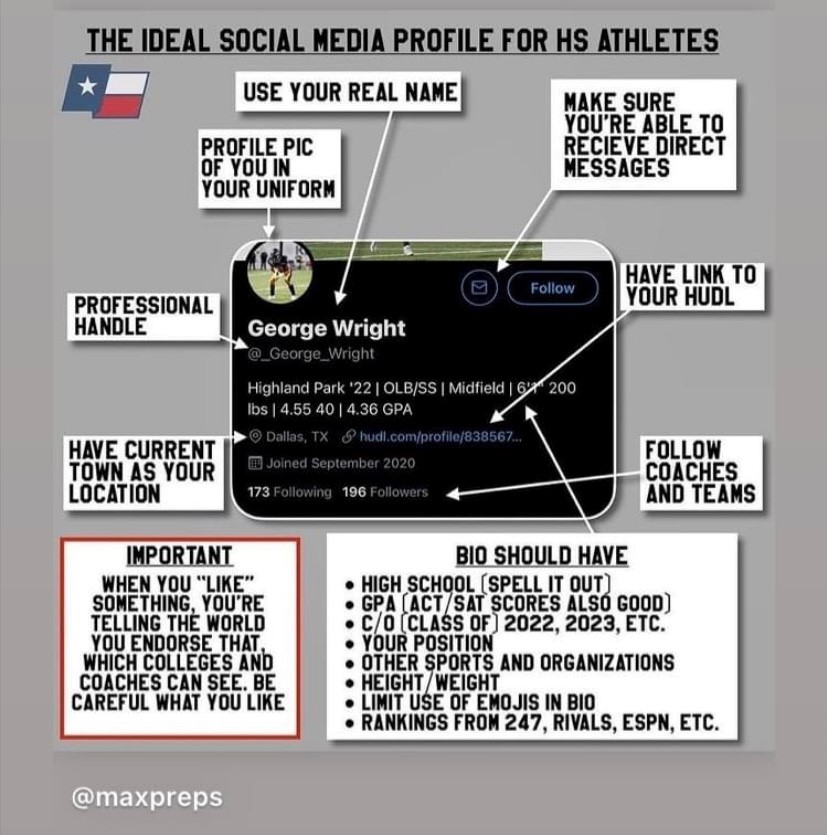 THE IDEAL SOCIAL MEDIA PROFILE FOR HS ATHLETES
USE YOUR REAL NAME
MAKE SURE
YOU'RE ABLE TO
RECIEVE DIRECT
MESSAGES
PROFILE PIC
OF YOU IN
YOUR UNIFORM
HAVE LINK TO
YOUR HUDL
PROFESSIONAL
HANDLE
Follow
George Wright
@_George_Wright
Highland Park '22 | OLB/SS | Midfield | 6'1" 200
lbs | 4.55 40 | 4.36 GPA
Dallas, TX hudl.com/profile/838567...
Joined September 2020
173 Following 196 Followers
HAVE CURRENT
TOWN AS YOUR
LOCATION
FOLLOW
COACHES
AND TEAMS
IMPORTANT
WHEN YOU "LIKE"
SOMETHING, YOU'RE
TELLING THE WORLD
YOU ENDORSE THAT,
WHICH COLLEGES AND
COACHES CAN SEE. BE
CAREFUL WHAT YOU LIKE
BIO SHOULD HAVE
• HIGH SCHOOL (SPELL IT OUT)
• GPA (ACT/SAT SCORES ALSO GOOD)
• C/O (CLASS OF) 2022, 2023, ETC.
• YOUR POSITION
• OTHER SPORTS AND ORGANIZATIONS
• HEIGHT/WEIGHT
• LIMIT USE OF EMOJIS IN BIO
• RANKINGS FROM 247, RIVALS, ESPN, ETC.
@maxpreps